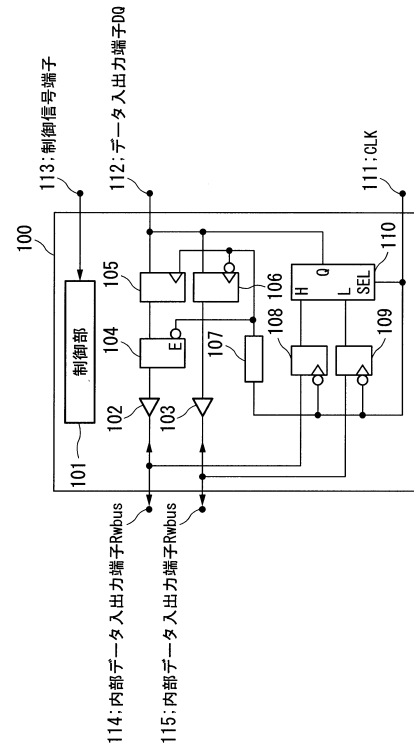 113;制御信号端子
112;データ入出力端子DQ
111;CLK
100
制御部
101
105
104
E
102
103
106
107
H
Q
L
SEL
110
108
109
114;内部データ入出力端子Rwbus
115;内部データ入出力端子Rwbus